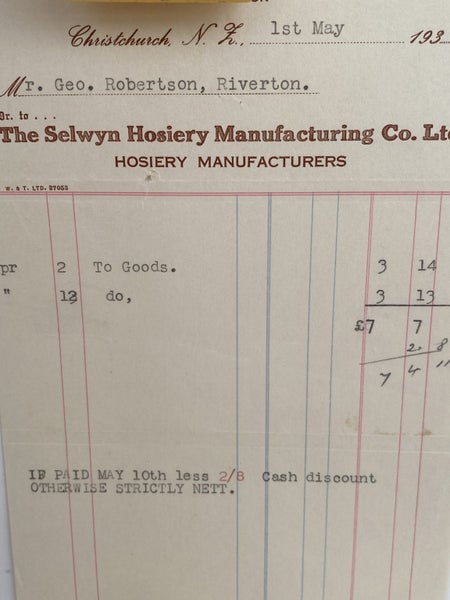 Christchurch, N. Z., 1st May 193
Mr. Geo. Robertson, Riverton.
Dr. to . . .
The Selwyn Hosiery Manufacturing Co. Lt
HOSIERY MANUFACTURERS
W. & T. LTD. 27053
pr 2 To Goods. 3 14
" 12 do, 3 13
£7 7
2 8
7 4 11
IF PAID MAY 10th less 2/8 Cash discount
OTHERWISE STRICTLY NETT.